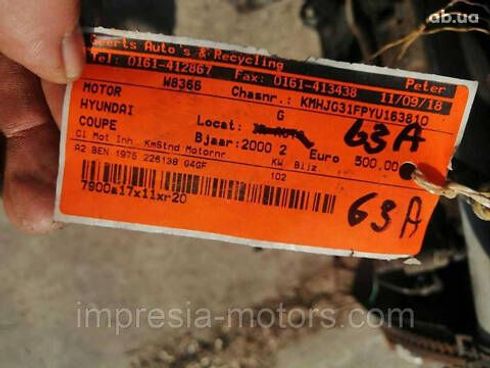 ab.ua
Geerts Auto's & Recycling
Tel: 0161-412867 Fax: 0161-413438 Peter
MOTOR W8366 Chasnr.: KMHJG31FPYU163810 11/09/18
HYUNDAI G
COUPE Locat: 63A
Bjaar: 2000 2 Euro 500,00
Cl Mot Inh KmStnd Motornr KW Bijz
A2 BEN 1975 226138 G4GF 102
7900a17x11xr20
63A
impresia-motors.com